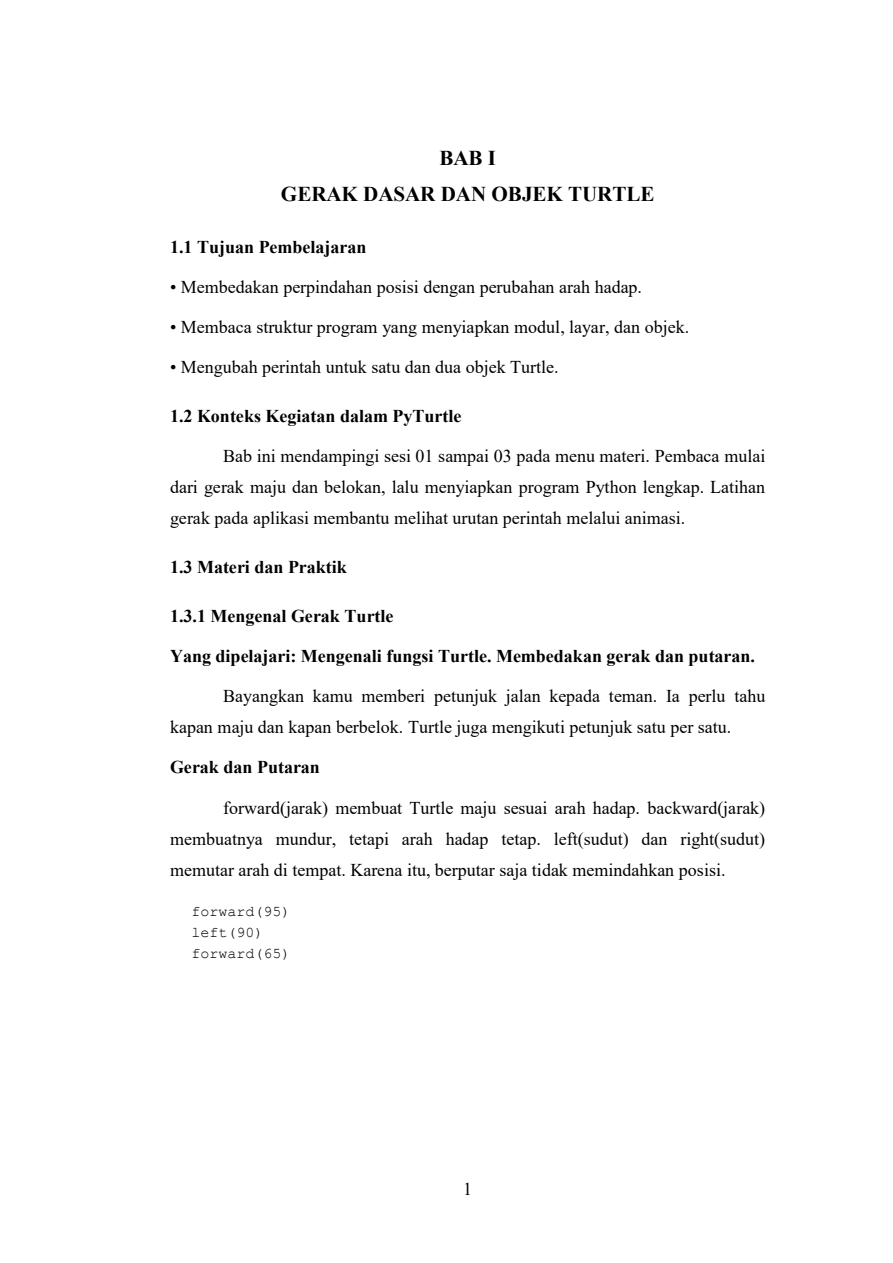 BAB I
GERAK DASAR DAN OBJEK TURTLE
1.1 Tujuan Pembelajaran
• Membedakan perpindahan posisi dengan perubahan arah hadap.
• Membaca struktur program yang menyiapkan modul, layar, dan objek.
• Mengubah perintah untuk satu dan dua objek Turtle.
1.2 Konteks Kegiatan dalam PyTurtle
Bab ini mendampingi sesi 01 sampai 03 pada menu materi. Pembaca mulai
dari gerak maju dan belokan, lalu menyiapkan program Python lengkap. Latihan
gerak pada aplikasi membantu melihat urutan perintah melalui animasi.
1.3 Materi dan Praktik
1.3.1 Mengenal Gerak Turtle
Yang dipelajari: Mengenali fungsi Turtle. Membedakan gerak dan putaran.
Bayangkan kamu memberi petunjuk jalan kepada teman. Ia perlu tahu
kapan maju dan kapan berbelok. Turtle juga mengikuti petunjuk satu per satu.
Gerak dan Putaran
forward(jarak) membuat Turtle maju sesuai arah hadap. backward(jarak)
membuatnya mundur, tetapi arah hadap tetap. left(sudut) dan right(sudut)
memutar arah di tempat. Karena itu, berputar saja tidak memindahkan posisi.
forward(95)
left(90)
forward(65)
1